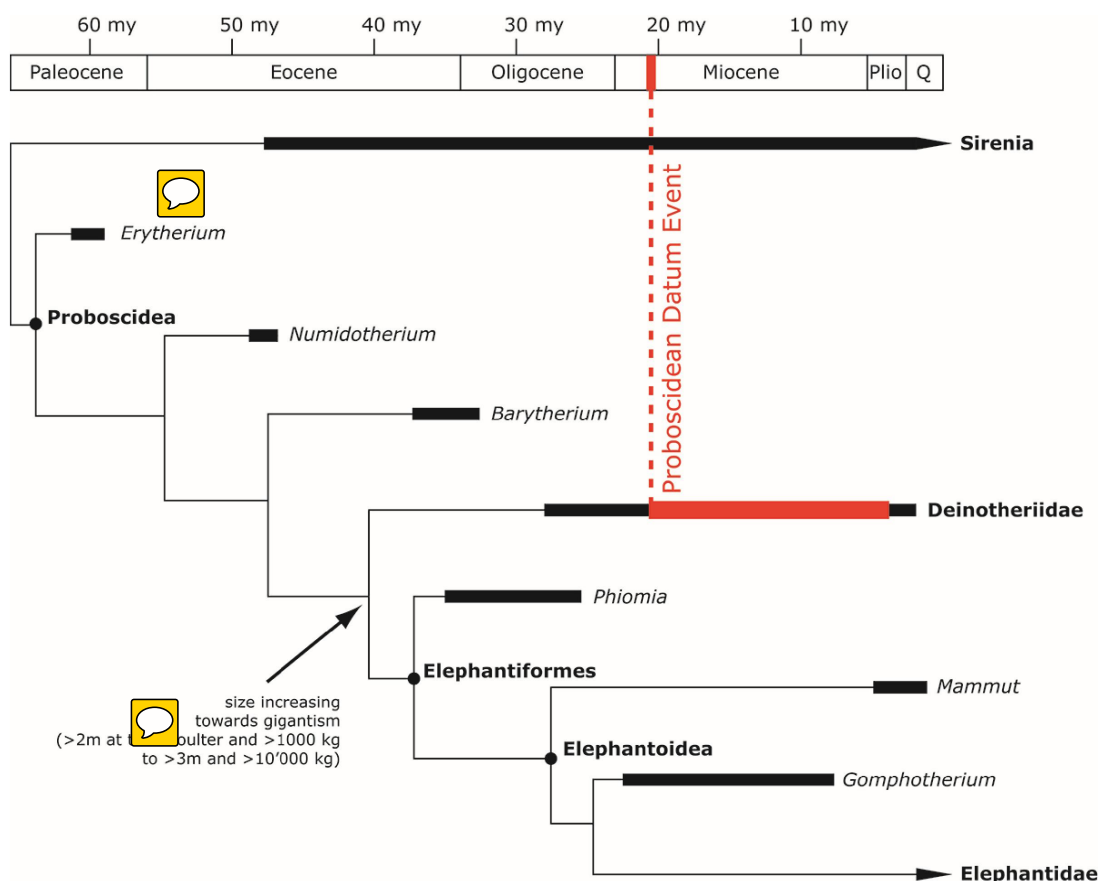 60 my 50 my 40 my 30 my 20 my 10 my
Paleocene Eocene Oligocene Miocene Plio Q
Sirenia
Erytherium
Proboscidea
Numidotherium
Barytherium
Proboscidean Datum Event
Deinotheriidae
Phiomia
Elephantiformes
size increasing
towards gigantism
(>2m at oulter and >1000 kg
to >3m and >10’000 kg)
Mammut
Elephantoidea
Gomphotherium
Elephantidae